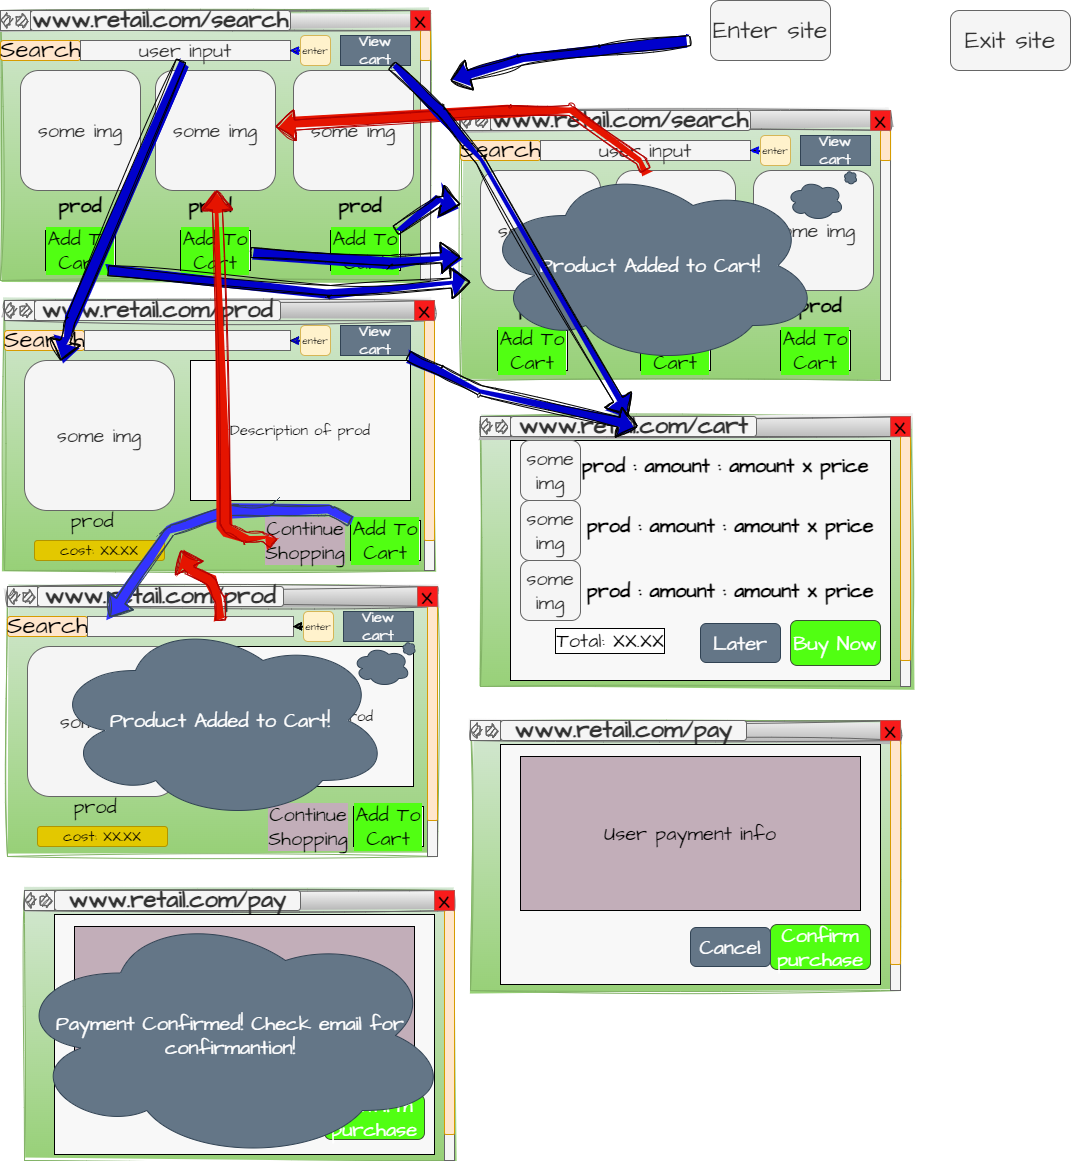 www.retail.com/search
X
Enter site
Exit site
Search
user input
enter
View
cart
some img
some img
some img
prod
prod
prod
Add To
Cart
Add To
Cart
Add To
Cart
www.retail.com/search
X
Search
user input
enter
View
cart
some img
Product Added to Cart!
prod
Add To
Cart
Add To
Cart
Add To
Cart
www.retail.com/prod
X
Search
enter
View
cart
some img
Description of prod
prod
cost: XX.XX
Continue
Shopping
Add To
Cart
www.retail.com/cart
X
some
img
prod : amount : amount x price
some
img
prod : amount : amount x price
some
img
prod : amount : amount x price
Total: XX.XX
Later
Buy Now
www.retail.com/prod
X
Search
enter
View
cart
Product Added to Cart!
prod
cost: XX.XX
Continue
Shopping
Add To
Cart
www.retail.com/pay
X
User payment info
Cancel
Confirm
purchase
www.retail.com/pay
X
Payment Confirmed! Check email for
confirmantion!
purchase